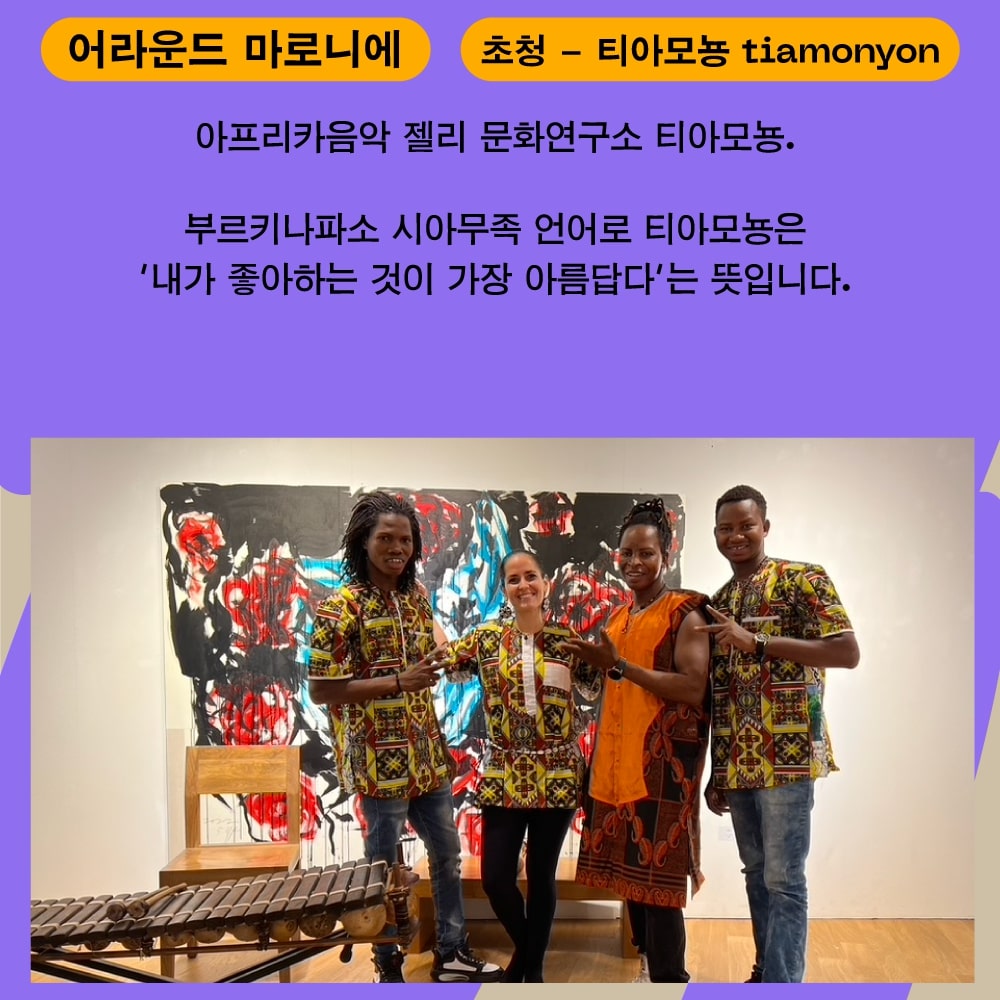 어라운드 마로니에
초청 – 티아모뇽 tiamonyon
아프리카음악 젤리 문화연구소 티아모뇽.
부르키나파소 시아무족 언어로 티아모뇽은
'내가 좋아하는 것이 가장 아름답다'는 뜻입니다.